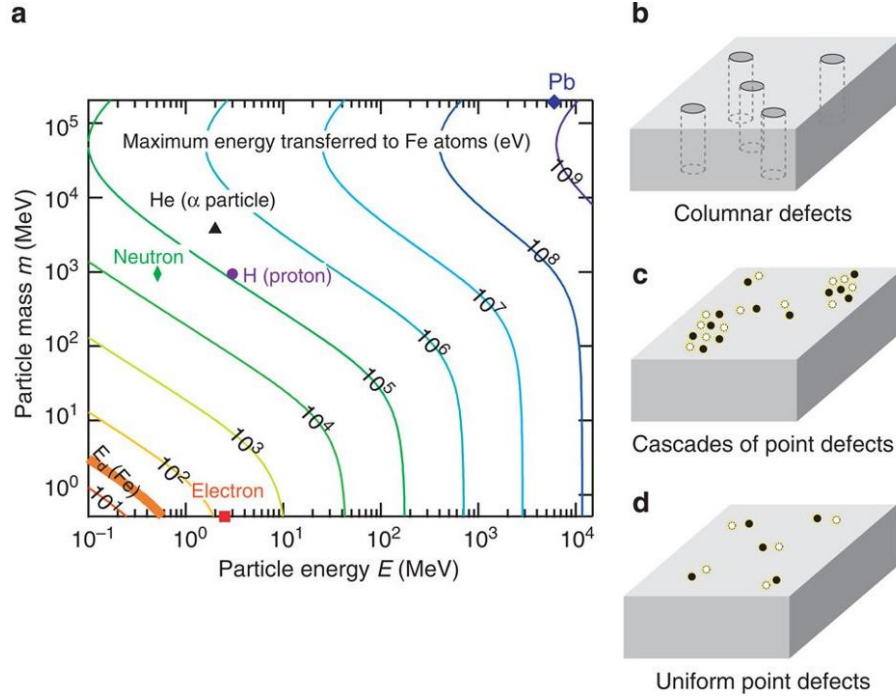 a
Pb
Maximum energy transferred to Fe atoms (eV)
He (α particle)
Neutron
H (proton)
Electron
E_d (Fe)
10^1
10^2
10^3
10^4
10^5
10^6
10^7
10^8
10^9
Particle mass m (MeV)
10^5
10^4
10^3
10^2
10^1
10^0
10^−1
10^0
10^1
10^2
10^3
10^4
Particle energy E (MeV)
b
Columnar defects
c
Cascades of point defects
d
Uniform point defects